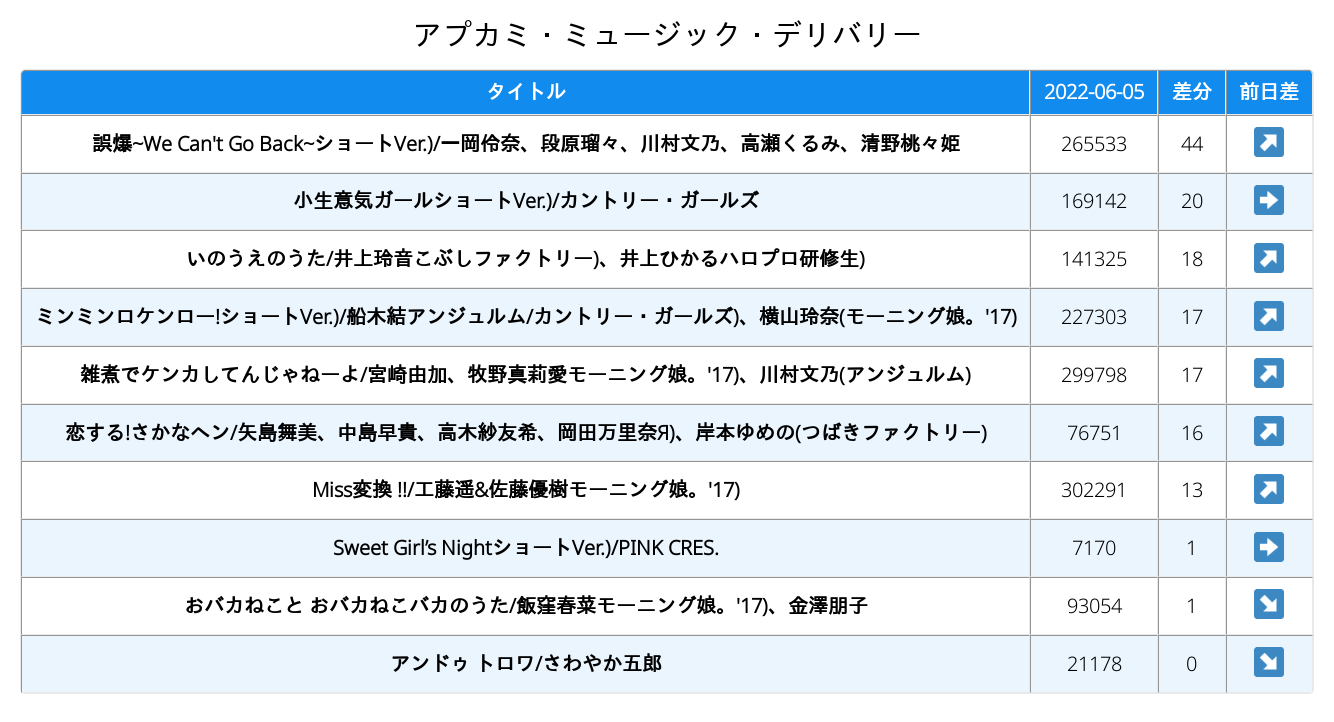 アプカミ・ミュージック・デリバリー
タイトル 2022-06-05 差分 前日差
誤爆~We Can't Go Back~ショートVer.)/一岡伶奈、段原瑠々、川村文乃、高瀬くるみ、清野桃々姫 265533 44 ↗
小生意気ガールショートVer.)/カントリー・ガールズ 169142 20 ➡
いのうえのうた/井上玲音こぶしファクトリー)、井上ひかるハロプロ研修生) 141325 18 ↗
ミンミンロケンロー!ショートVer.)/船木結アンジュルム/カントリー・ガールズ)、横山玲奈(モーニング娘。'17) 227303 17 ↗
雑煮でケンカしてんじゃねーよ/宮崎由加、牧野真莉愛モーニング娘。'17)、川村文乃(アンジュルム) 299798 17 ↗
恋する!さかなヘン/矢島舞美、中島早貴、高木紗友希、岡田万里奈Я)、岸本ゆめの(つばきファクトリー) 76751 16 ↗
Miss変換 !!/工藤遥&佐藤優樹モーニング娘。'17) 302291 13 ↗
Sweet Girl’s NightショートVer.)/PINK CRES. 7170 1 ➡
おバカねこと おバカねこバカのうた/飯窪春菜モーニング娘。'17)、金澤朋子 93054 1 ↘
アンドゥ トロワ/さわやか五郎 21178 0 ↘